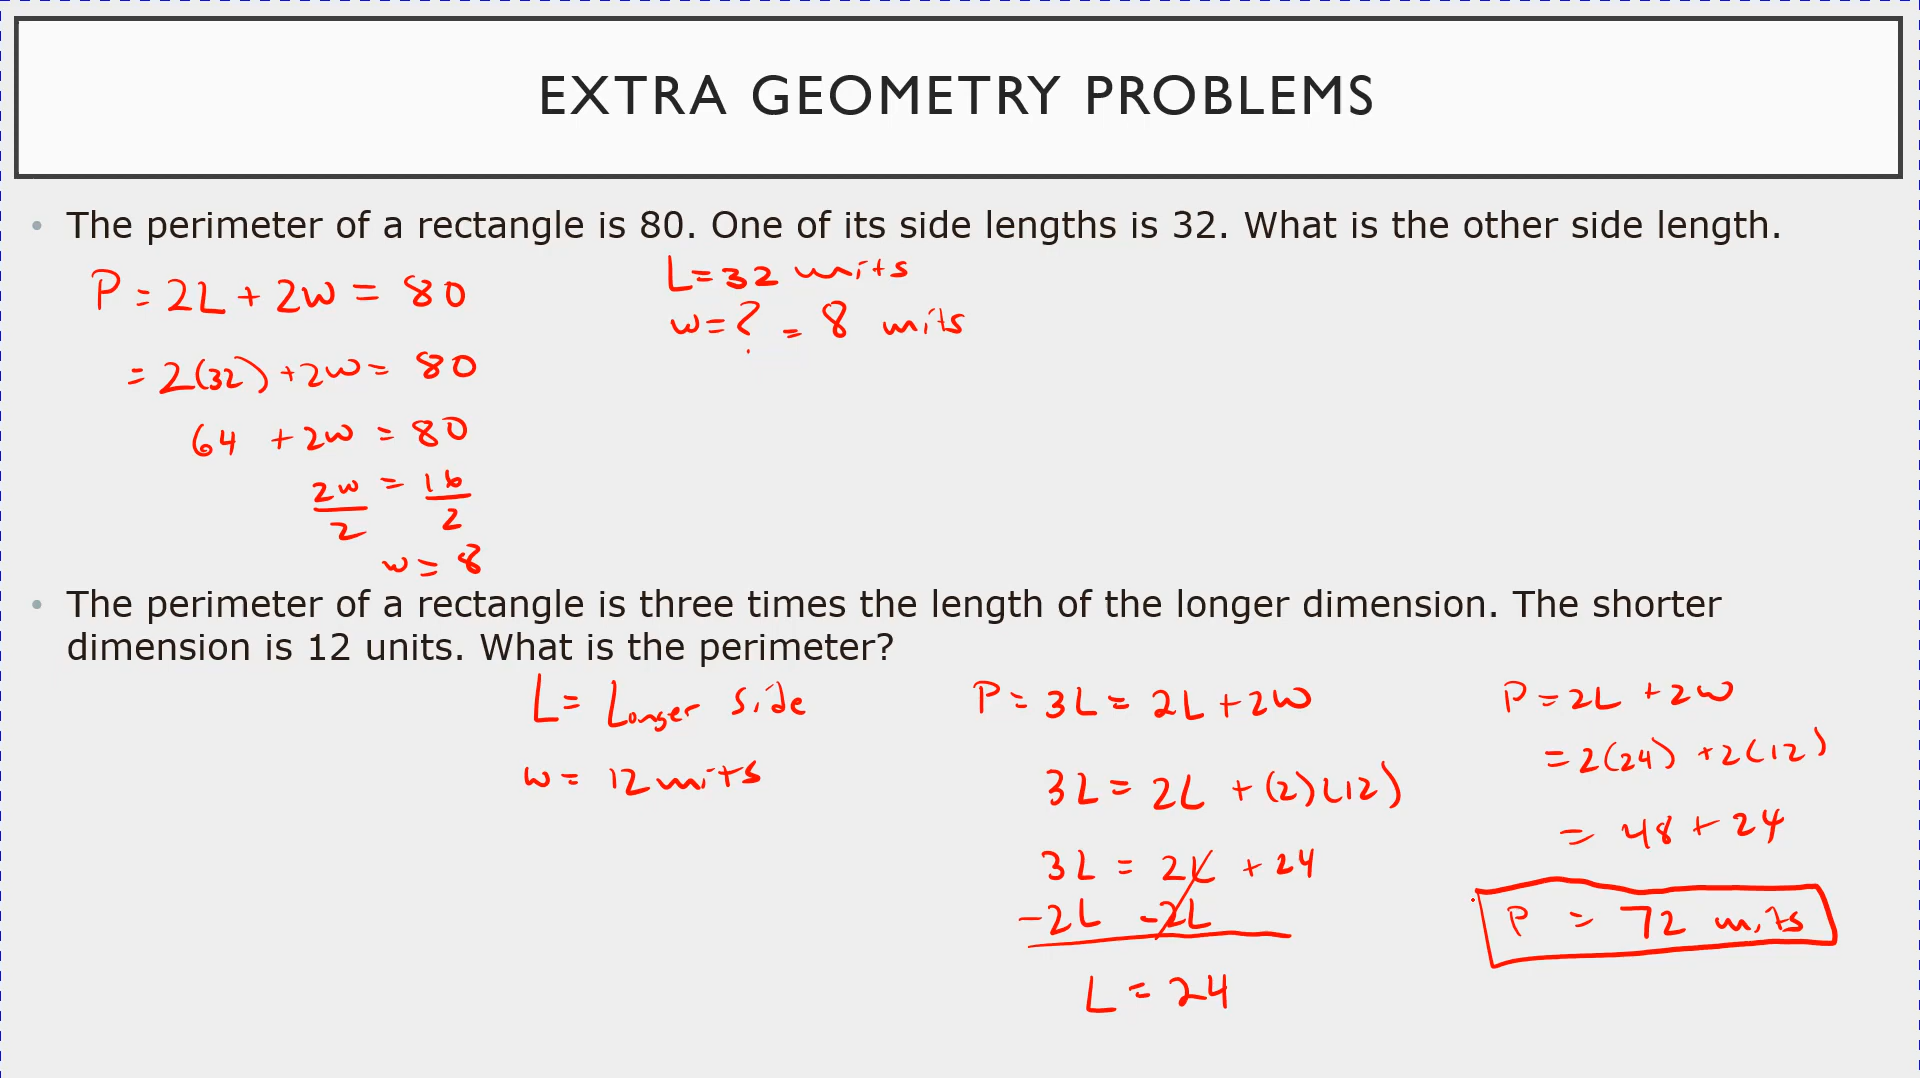 EXTRA GEOMETRY PROBLEMS
• The perimeter of a rectangle is 80. One of its side lengths is 32. What is the other side length.
P = 2L + 2w = 80
= 2(32) + 2w = 80
64 + 2w = 80
2w/2 = 16/2
w = 8
L = 32 units
w = ? = 8 units
• The perimeter of a rectangle is three times the length of the longer dimension. The shorter
dimension is 12 units. What is the perimeter?
L = Longer side
w = 12 units
P = 3L = 2L + 2w
3L = 2L + (2)(12)
3L = 2L + 24
-2L -2L
L = 24
P = 2L + 2w
= 2(24) + 2(12)
= 48 + 24
P = 72 units